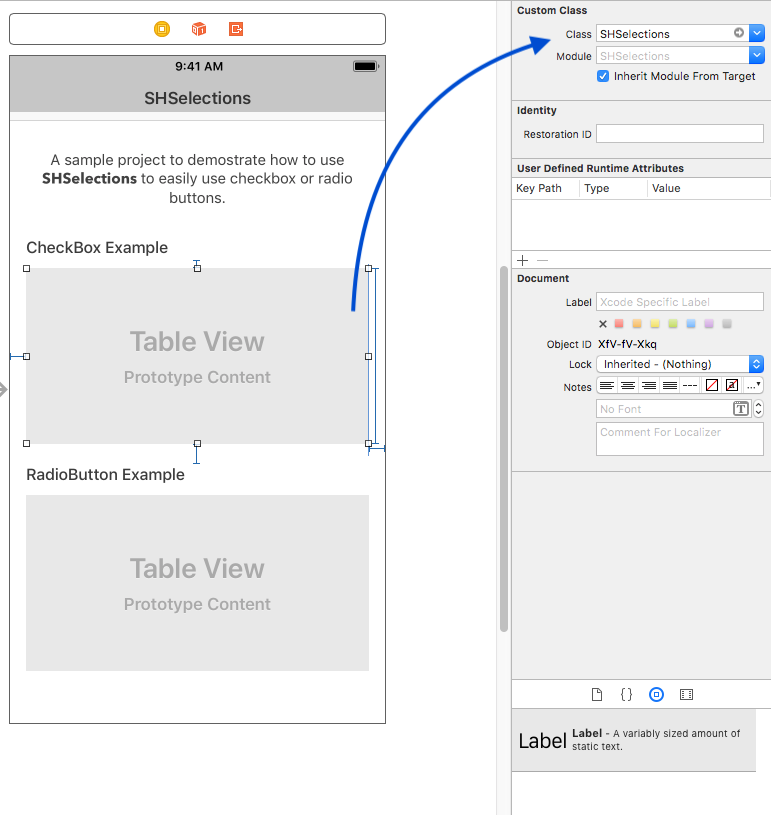 9:41 AM
SHSelections
A sample project to demostrate how to use
SHSelections to easily use checkbox or radio
buttons.
CheckBox Example
Table View
Prototype Content
RadioButton Example
Table View
Prototype Content
Custom Class
Class SHSelections
Module SHSelections
Inherit Module From Target
Identity
Restoration ID
User Defined Runtime Attributes
Key Path Type Value
Document
Label Xcode Specific Label
Object ID XfV-fV-Xkq
Lock Inherited - (Nothing)
Notes
No Font
Comment For Localizer
Label Label - A variably sized amount of
static text.